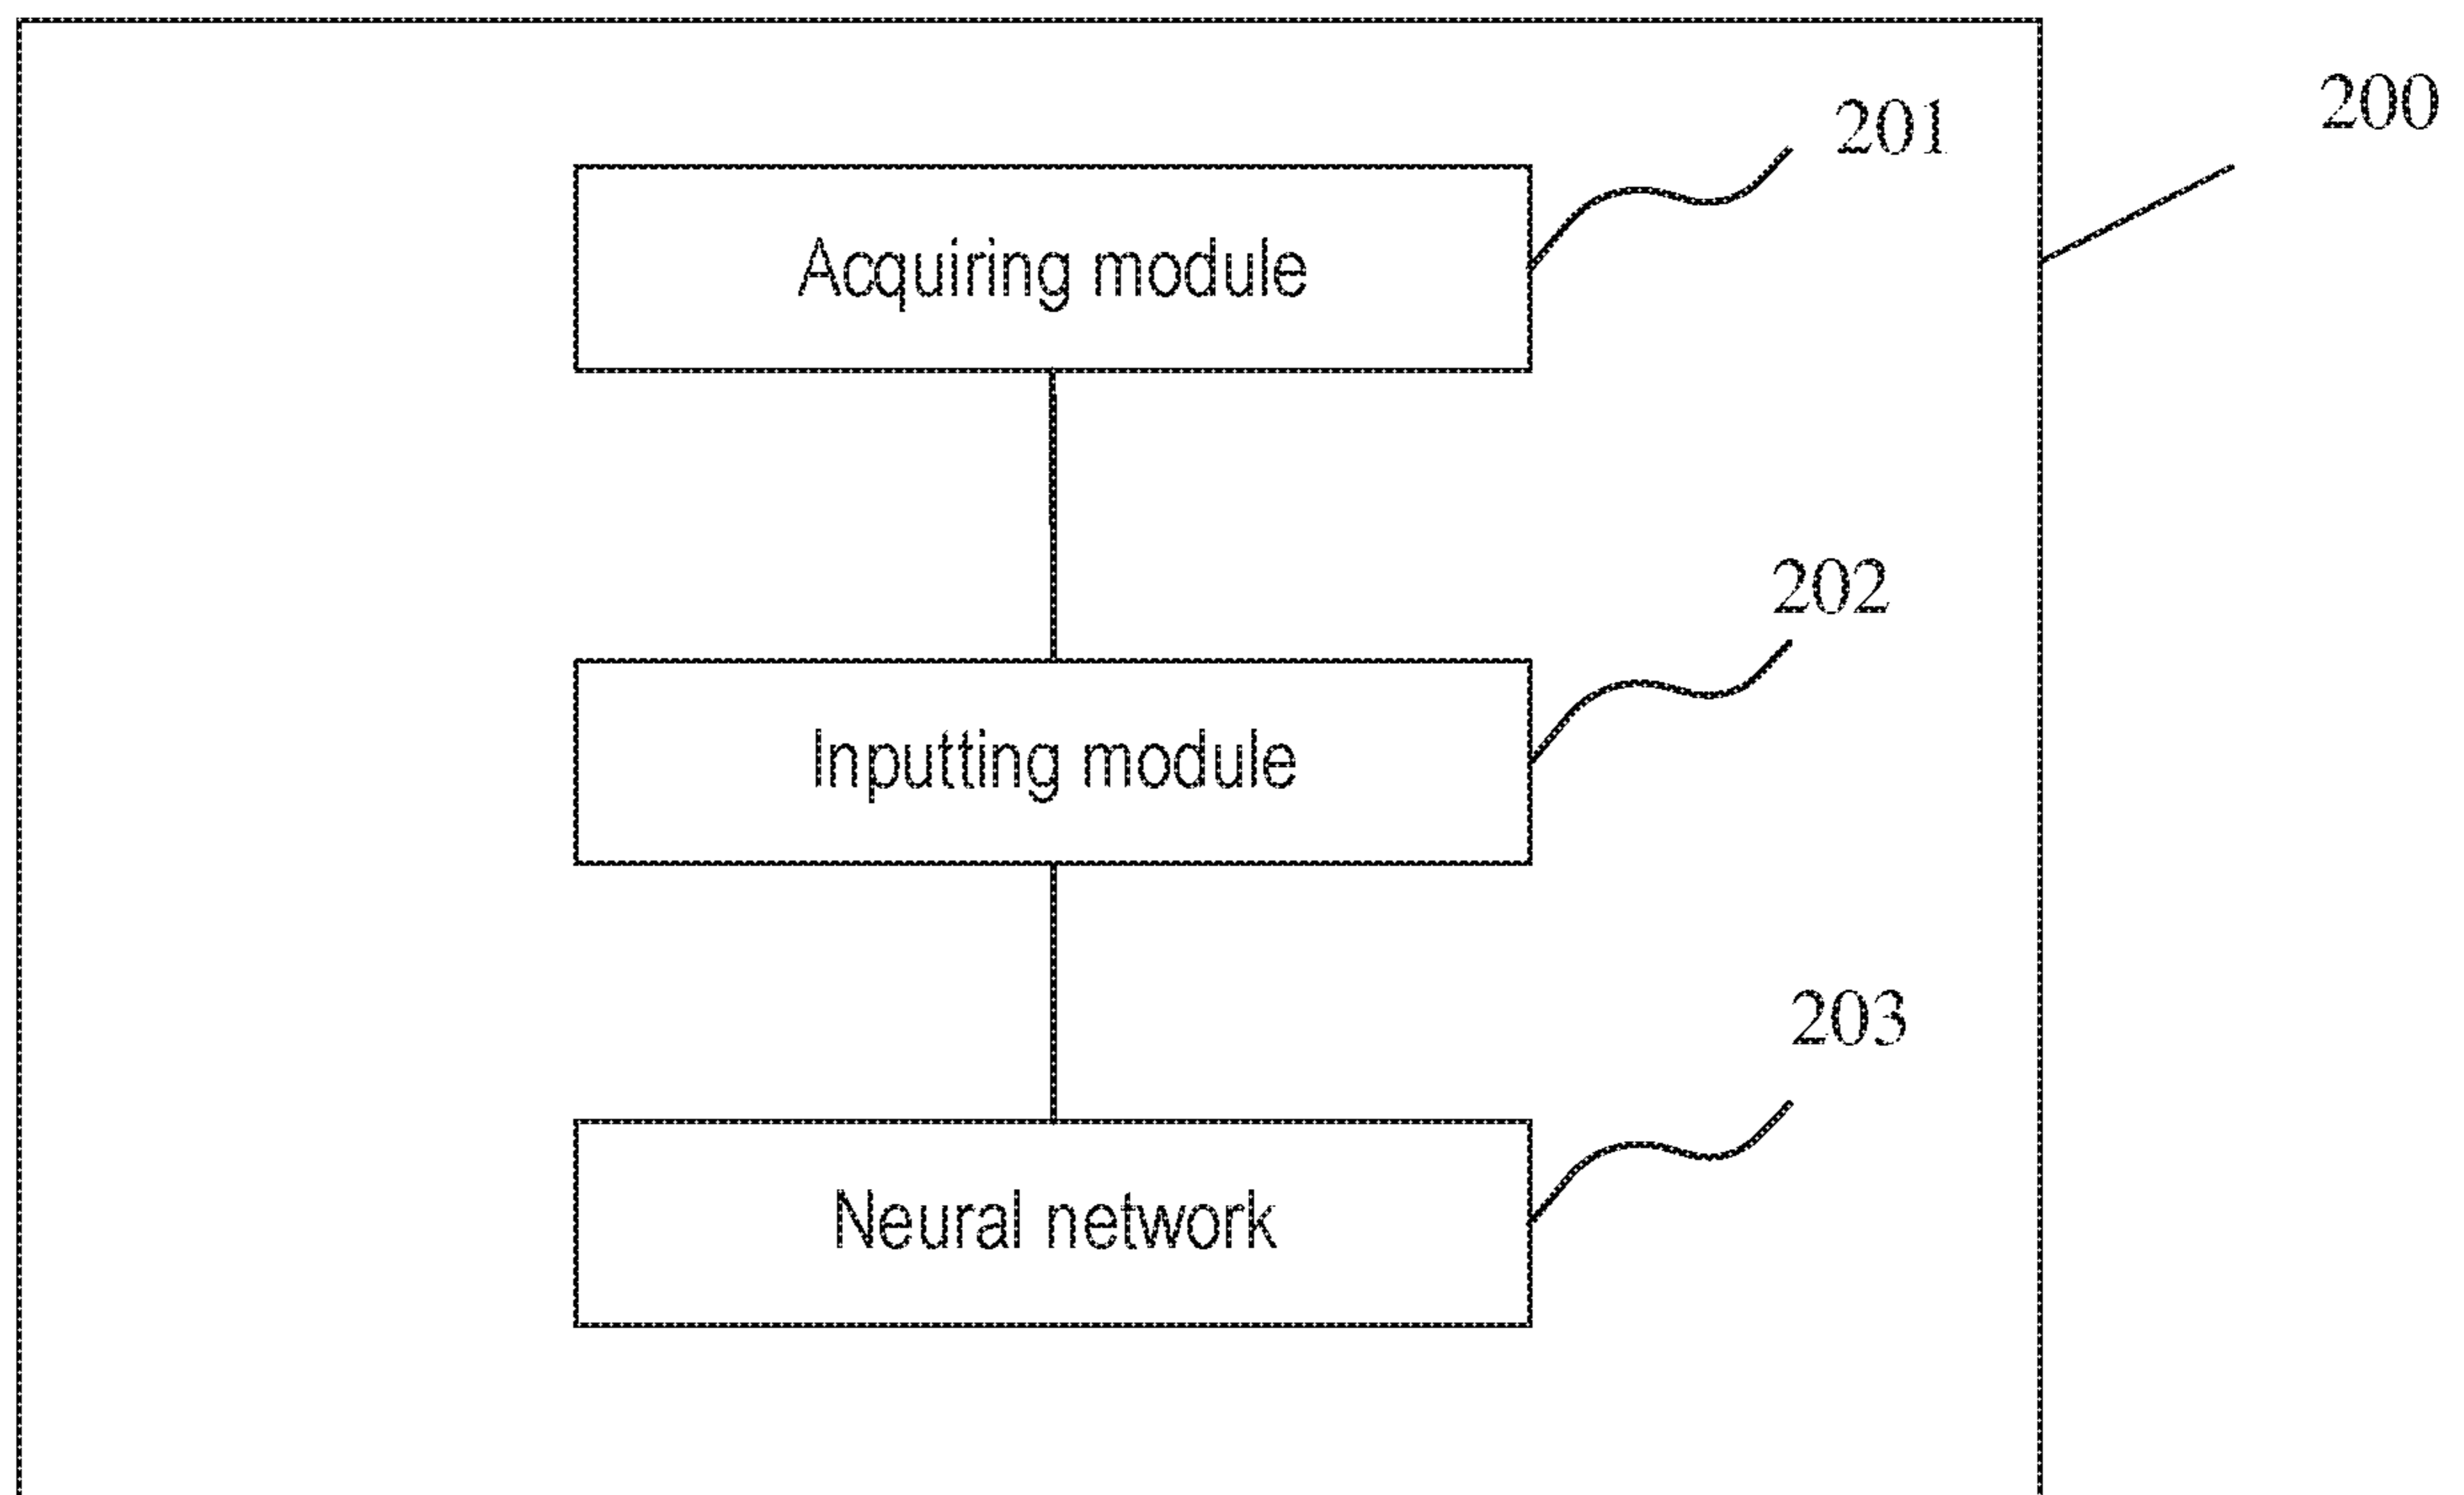 200
201
Acquiring module
202
Inputting module
203
Neural network